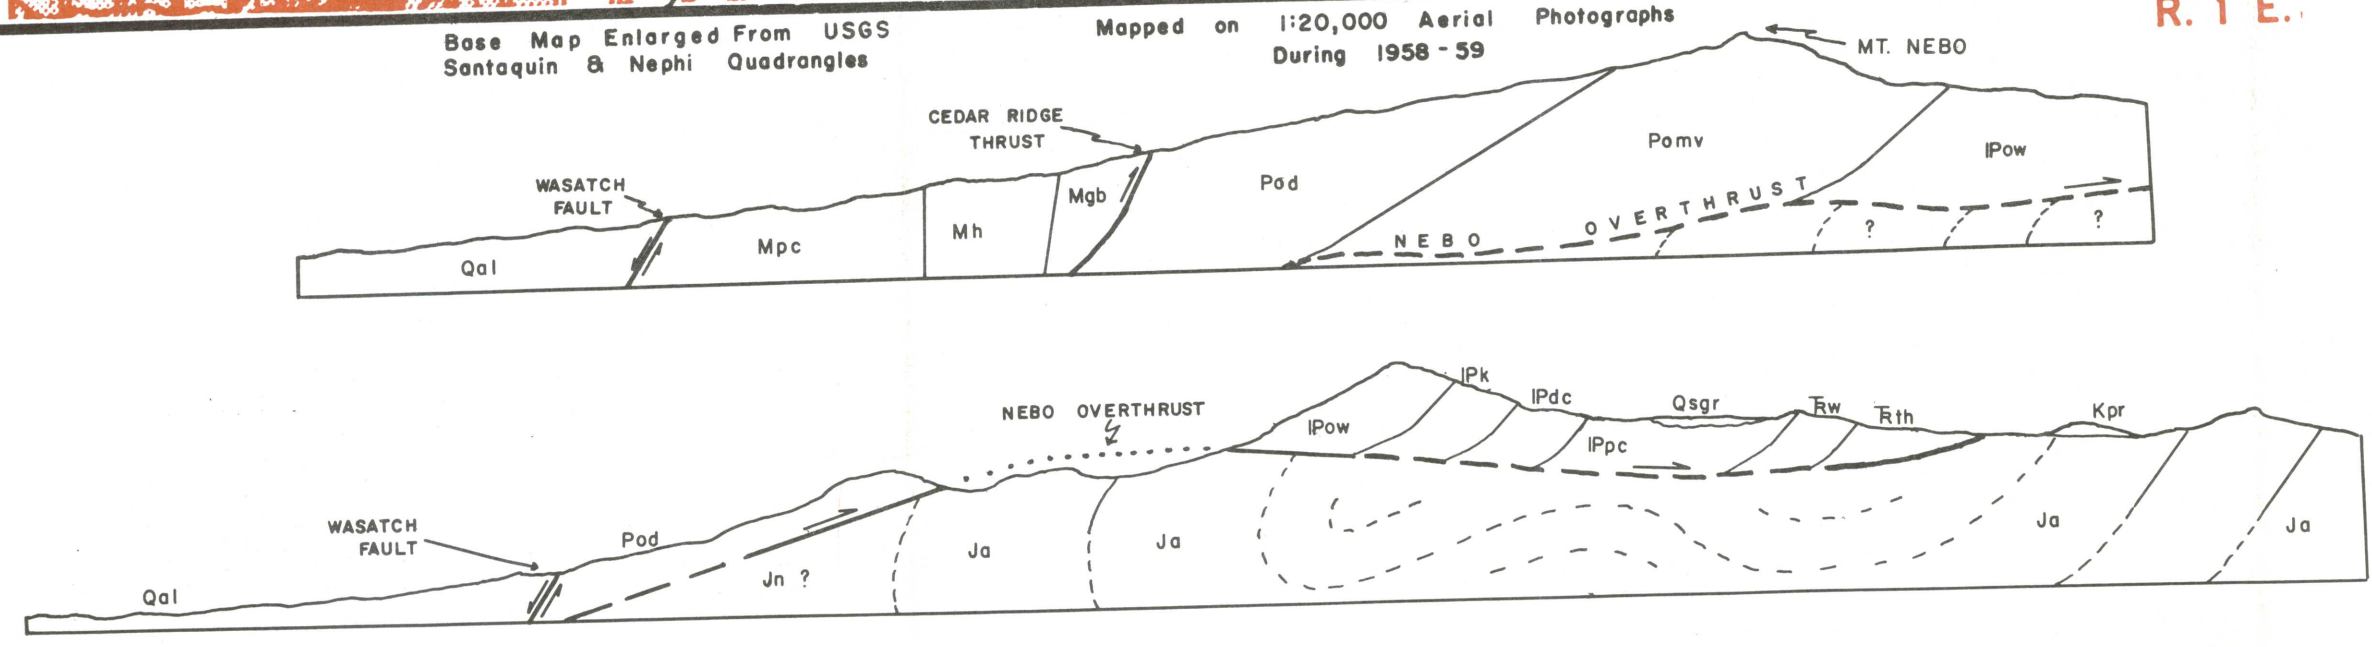 R. 1 E.
Base Map Enlarged From USGS
Santaquin & Nephi Quadrangles
Mapped on 1:20,000 Aerial Photographs
During 1958-59
MT. NEBO
CEDAR RIDGE
THRUST
WASATCH
FAULT
Qal
Mpc
Mh
Mgb
Pod
Pomv
IPow
NEBO OVERTHRUST
?
?
NEBO OVERTHRUST
WASATCH
FAULT
Qal
Pod
Jn ?
Ja
Ja
IPow
IPk
IPdc
IPpc
Qsgr
TRw
TRth
Kpr
Ja
Ja